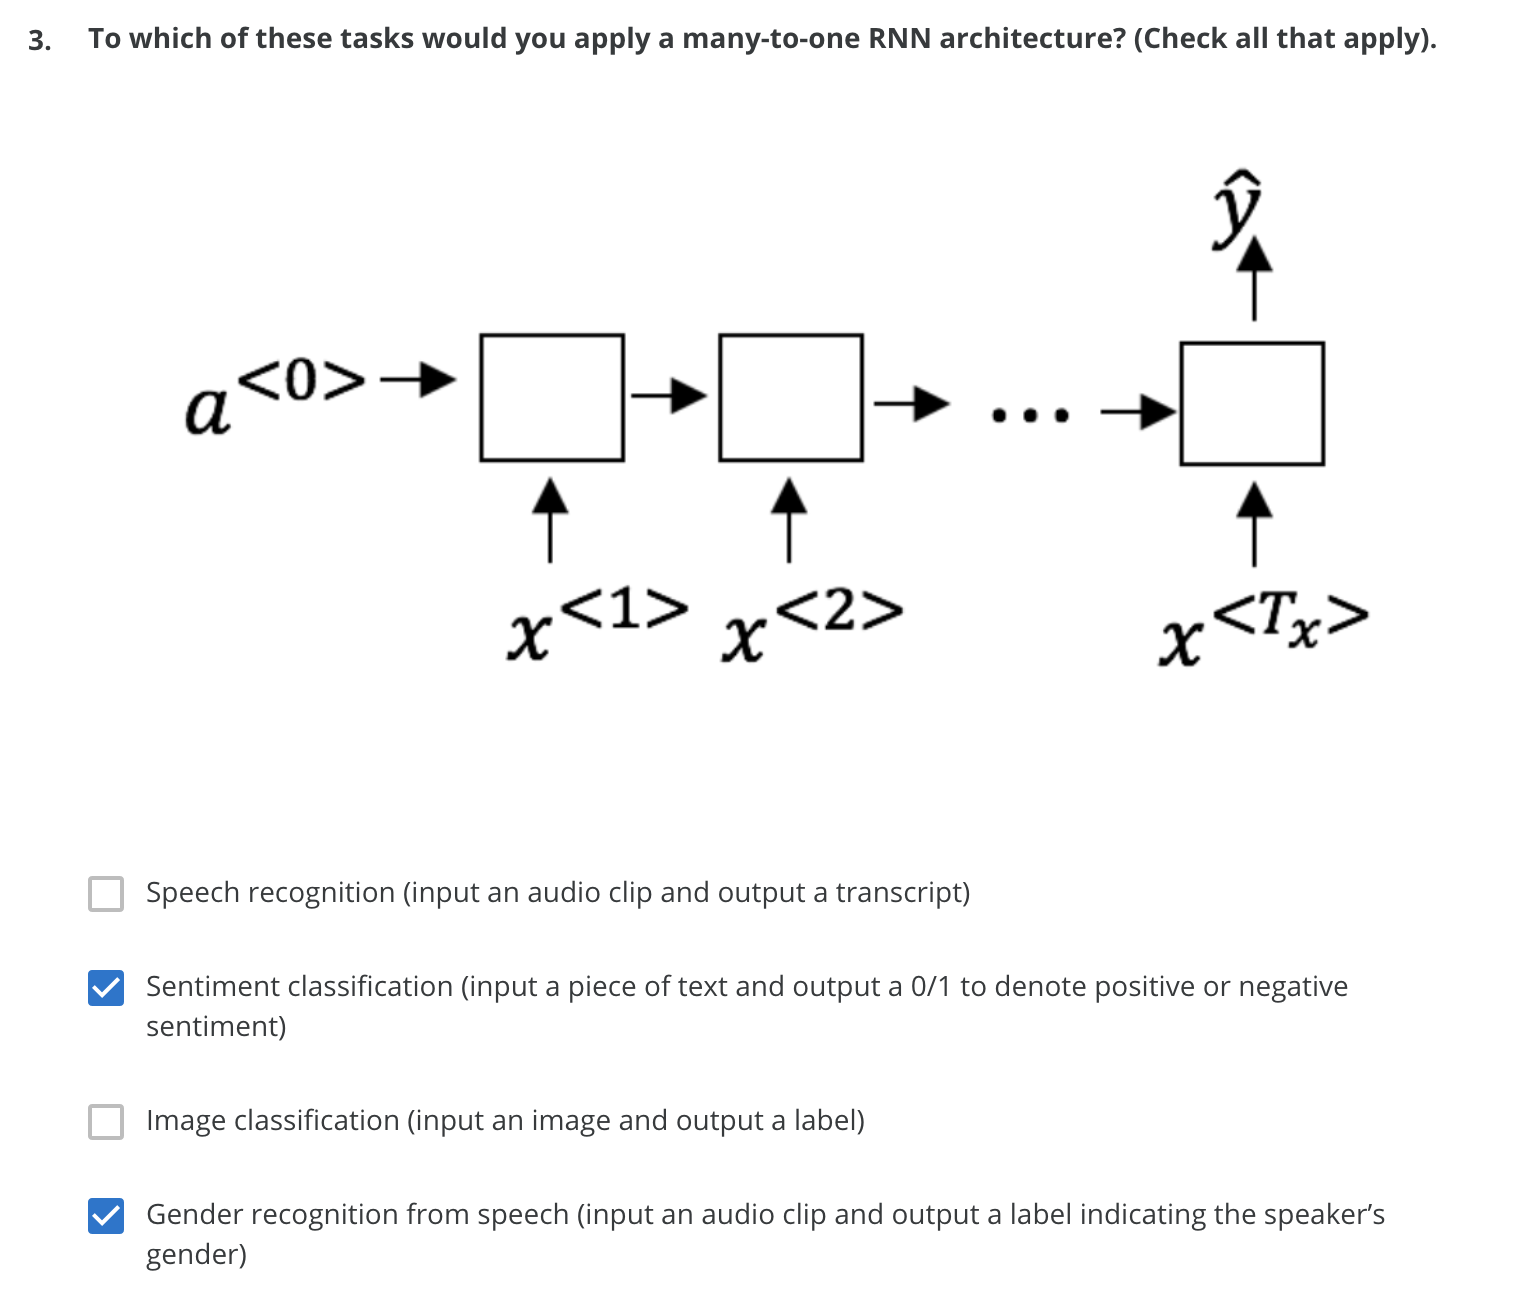 3. To which of these tasks would you apply a many-to-one RNN architecture? (Check all that apply).
ŷ
a<0>
x<1> x<2> x<Tx>
...
Speech recognition (input an audio clip and output a transcript)
Sentiment classification (input a piece of text and output a 0/1 to denote positive or negative
sentiment)
Image classification (input an image and output a label)
Gender recognition from speech (input an audio clip and output a label indicating the speaker’s
gender)